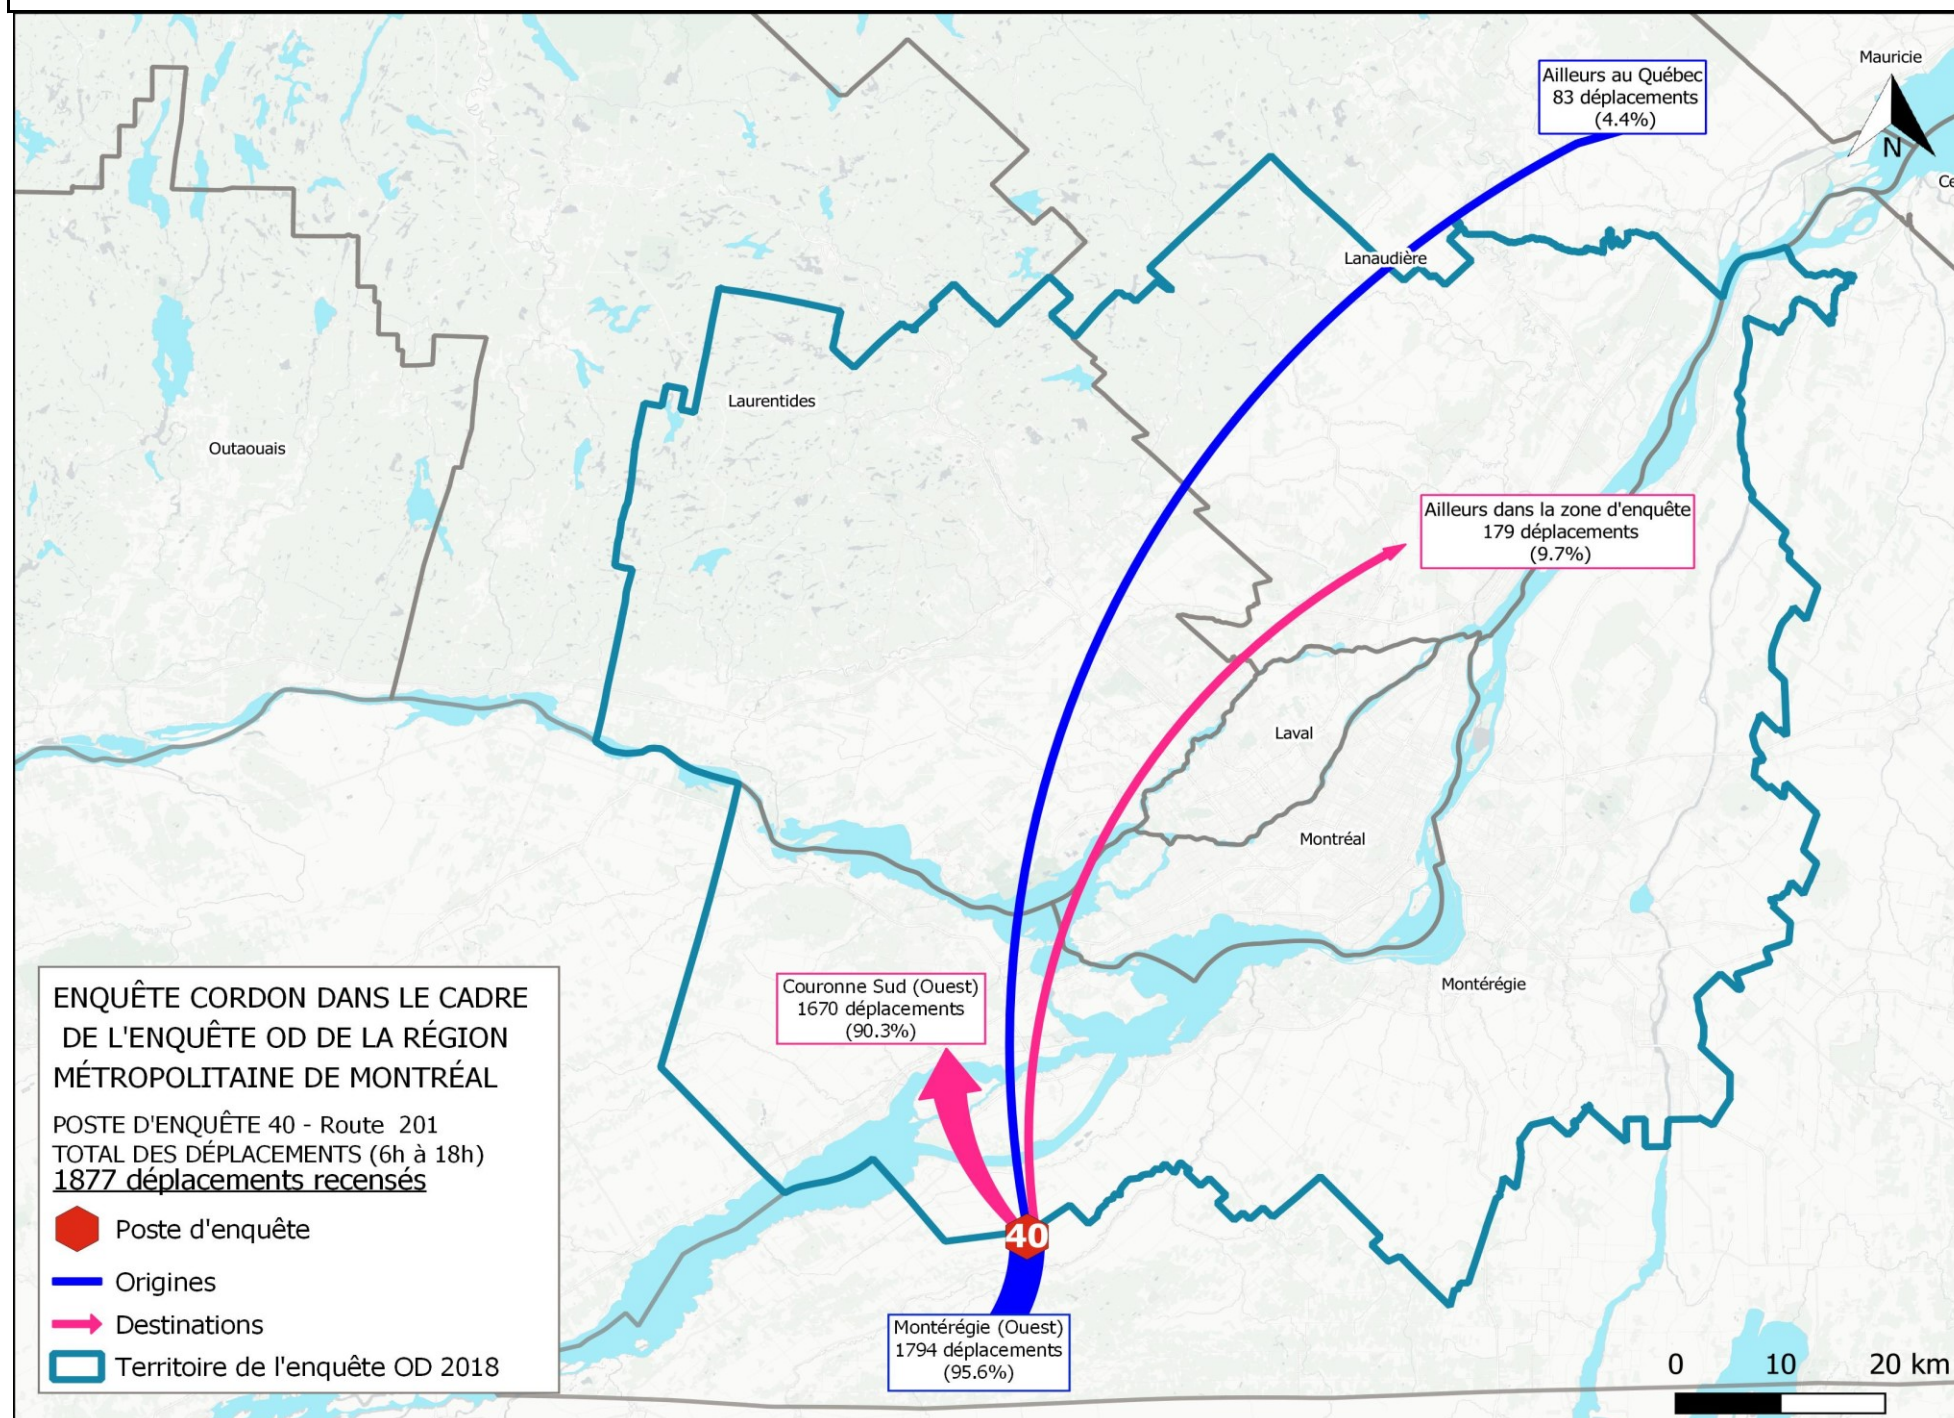 Mauricie
Ailleurs au Québec
83 déplacements
(4.4%)
N
Ce
Lanaudière
Laurentides
Outaouais
Ailleurs dans la zone d'enquête
179 déplacements
(9.7%)
Laval
Montréal
Montérégie
Couronne Sud (Ouest)
1670 déplacements
(90.3%)
40
Montérégie (Ouest)
1794 déplacements
(95.6%)
ENQUÊTE CORDON DANS LE CADRE
DE L'ENQUÊTE OD DE LA RÉGION
MÉTROPOLITAINE DE MONTRÉAL
POSTE D'ENQUÊTE 40 - Route 201
TOTAL DES DÉPLACEMENTS (6h à 18h)
1877 déplacements recensés
Poste d'enquête
Origines
Destinations
Territoire de l'enquête OD 2018
0 10 20 km